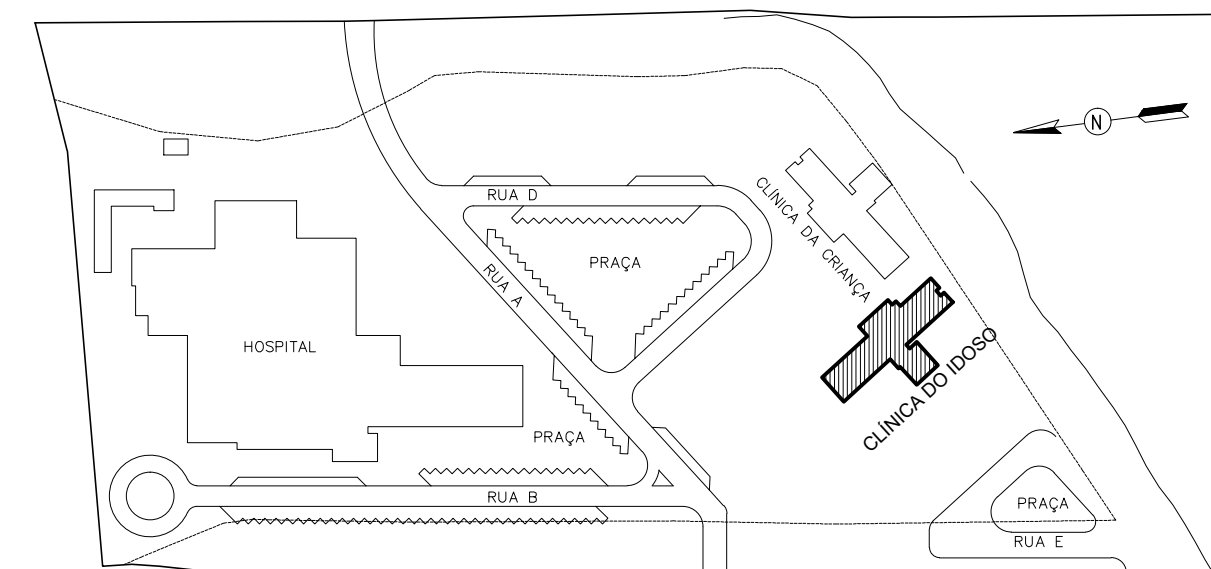 N
RUA D
CLÍNICA DA CRIANÇA
PRAÇA
RUA A
HOSPITAL
CLÍNICA DO IDOSO
PRAÇA
RUA B
PRAÇA
RUA E